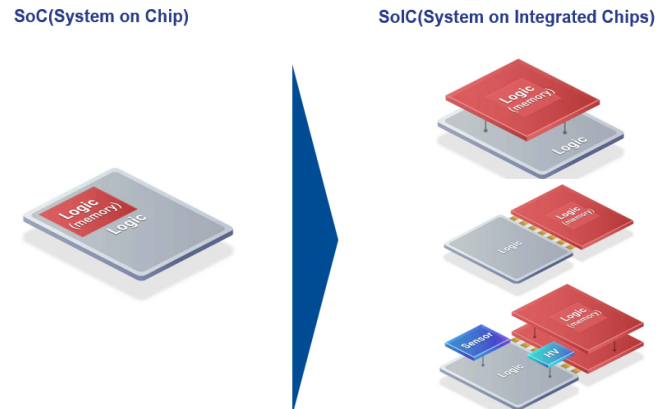 SoC(System on Chip)
SoIC(System on Integrated Chips)
Logic
(memory)
Logic
Logic
(memory)
Logic
Logic
(memory)
Logic
Logic
(memory)
Sensor
HV
Logic